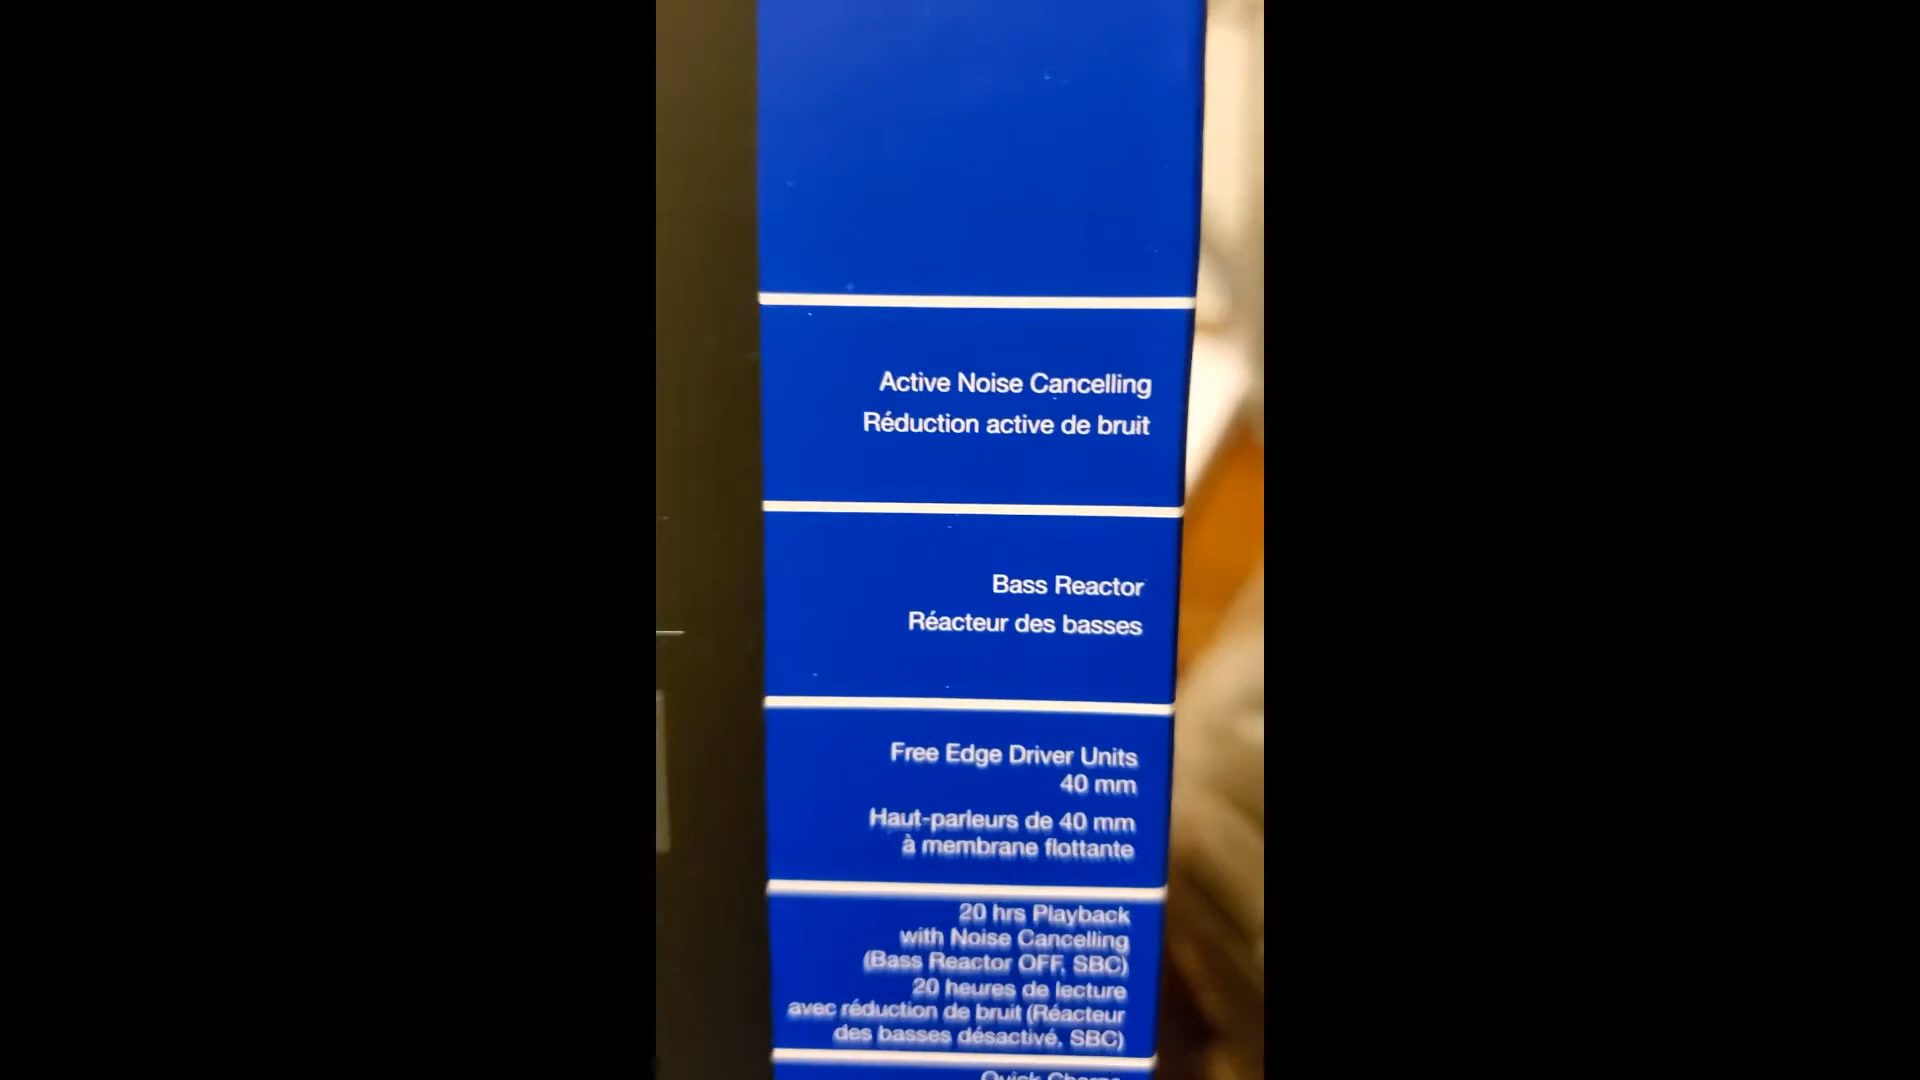 Active Noise Cancelling
Réduction active de bruit
Bass Reactor
Réacteur des basses
Free Edge Driver Units
40 mm
Haut-parleurs de 40 mm
à membrane flottante
20 hrs Playback
with Noise Cancelling
(Bass Reactor OFF, SBC)
20 heures de lecture
avec réduction de bruit (Réacteur
des basses désactivé, SBC)
Quick Charge